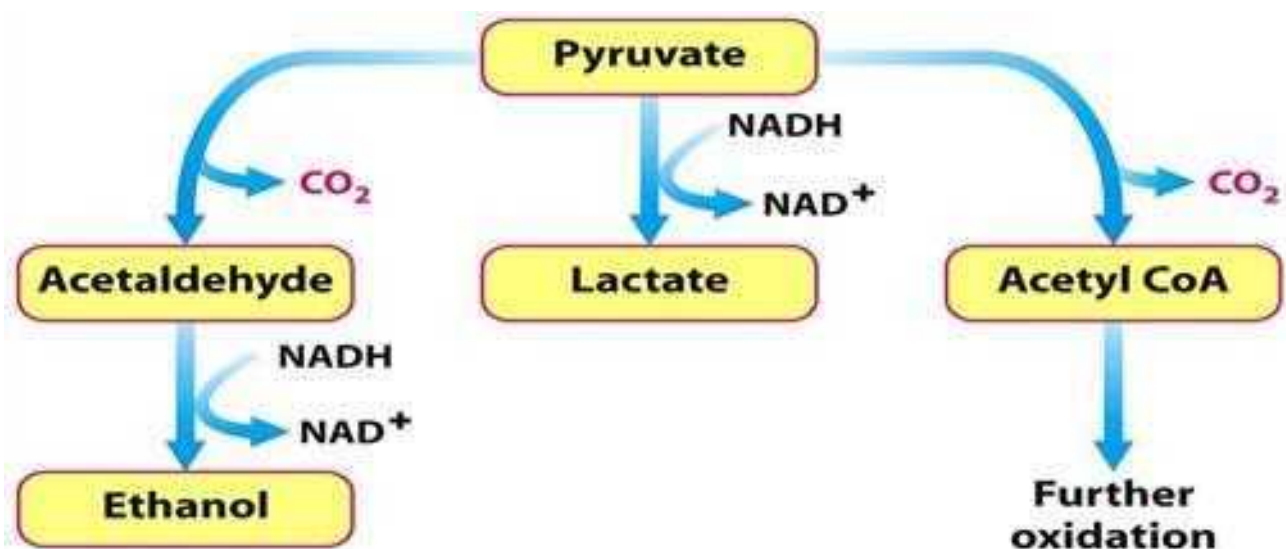 Pyruvate
NADH
CO₂
NAD⁺
CO₂
Acetaldehyde
Lactate
Acetyl CoA
NADH
NAD⁺
Ethanol
Further
oxidation